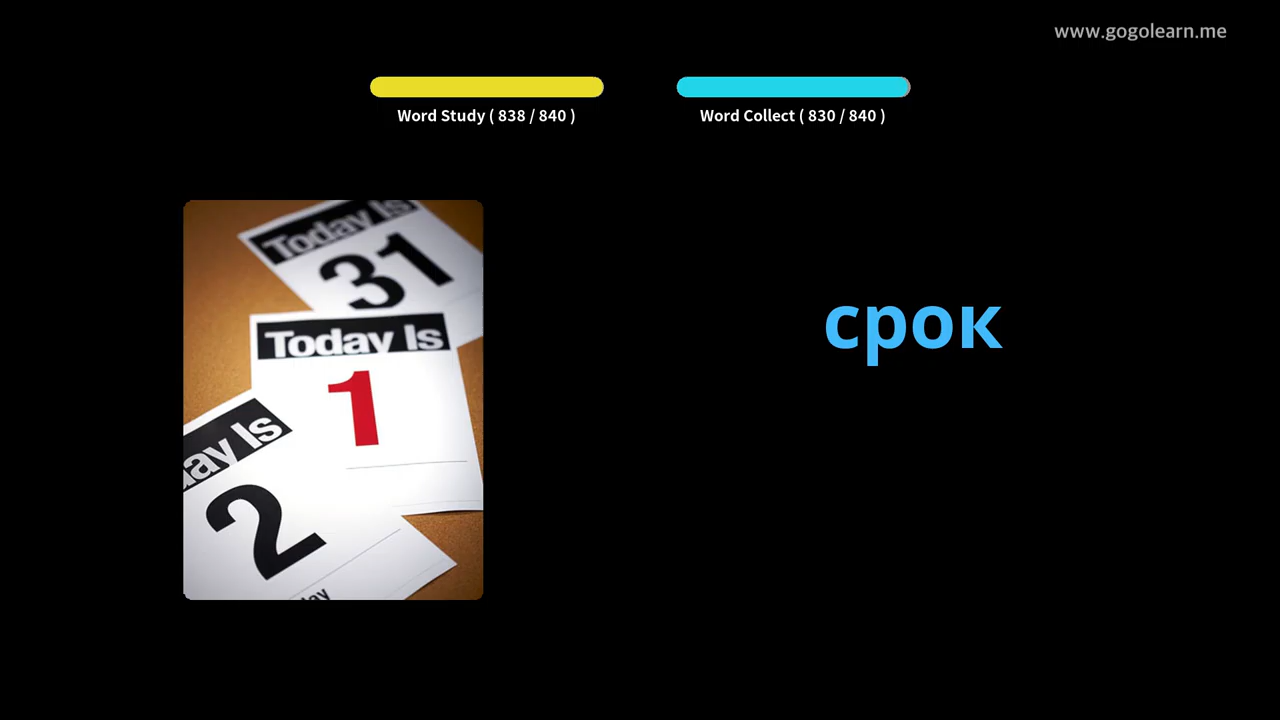 www.gogolearn.me
Word Study ( 838 / 840 )
Word Collect ( 830 / 840 )
Today Is
31
Today Is
1
ay Is
2
day
срок